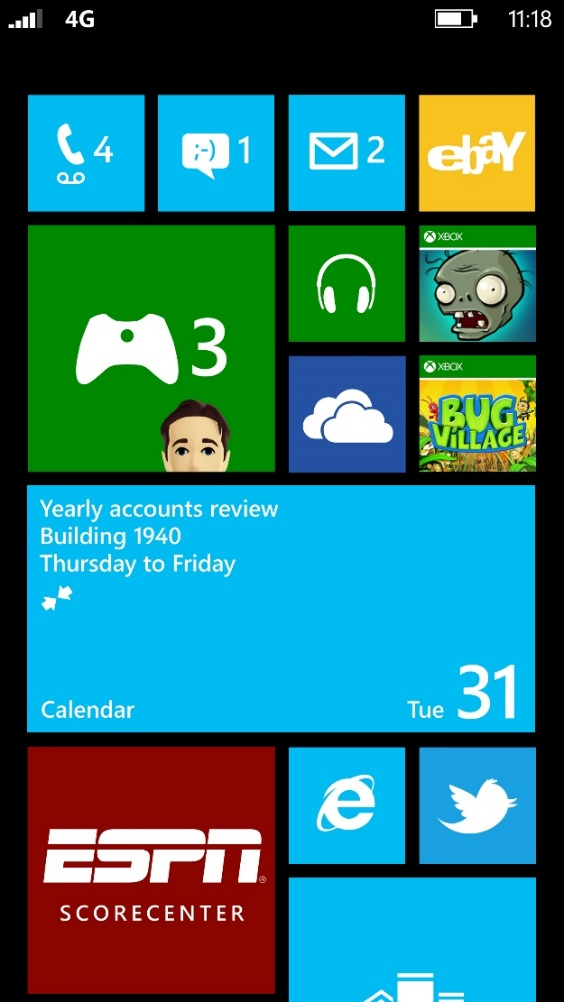 4G 11:18
4 1 2 ebaY
XBOX
3
XBOX
BUG
VILLAGE
Yearly accounts review
Building 1940
Thursday to Friday
Calendar Tue 31
ESPN
SCORECENTER